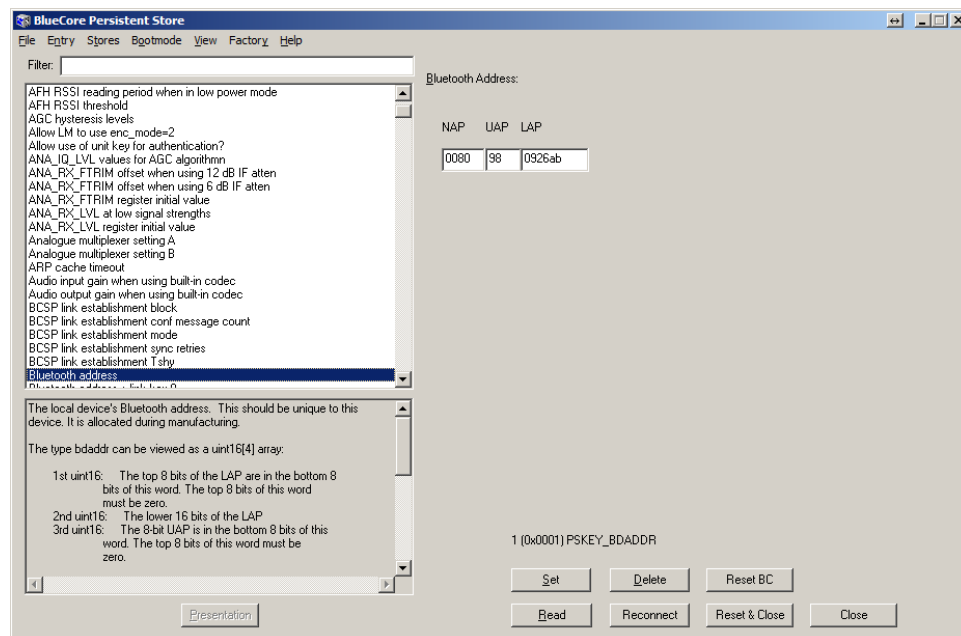 BlueCore Persistent Store
File Entry Stores Bootmode View Factory Help
Filter:
AFH RSSI reading period when in low power mode
AFH RSSI threshold
AGC hysteresis levels
Allow LM to use enc_mode=2
Allow use of unit key for authentication?
ANA_IQ_LVL values for AGC algorithmn
ANA_RX_FTRIM offset when using 12 dB IF atten
ANA_RX_FTRIM offset when using 6 dB IF atten
ANA_RX_FTRIM register initial value
ANA_RX_LVL at low signal strengths
ANA_RX_LVL register initial value
Analogue multiplexer setting A
Analogue multiplexer setting B
ARP cache timeout
Audio input gain when using built-in codec
Audio output gain when using built-in codec
BCSP link establishment block
BCSP link establishment conf message count
BCSP link establishment mode
BCSP link establishment sync retries
BCSP link establishment Tshy
Bluetooth address
The local device's Bluetooth address. This should be unique to this
device. It is allocated during manufacturing.
The type bdaddr can be viewed as a uint16[4] array:
1st uint16: The top 8 bits of the LAP are in the bottom 8
bits of this word. The top 8 bits of this word
must be zero.
2nd uint16: The lower 16 bits of the LAP
3rd uint16: The 8-bit UAP is in the bottom 8 bits of this
word. The top 8 bits of this word must be
zero.
Presentation
Bluetooth Address:
NAP UAP LAP
0080 98 0926ab
1 (0x0001) PSKEY_BDADDR
Set Delete Reset BC
Read Reconnect Reset & Close Close